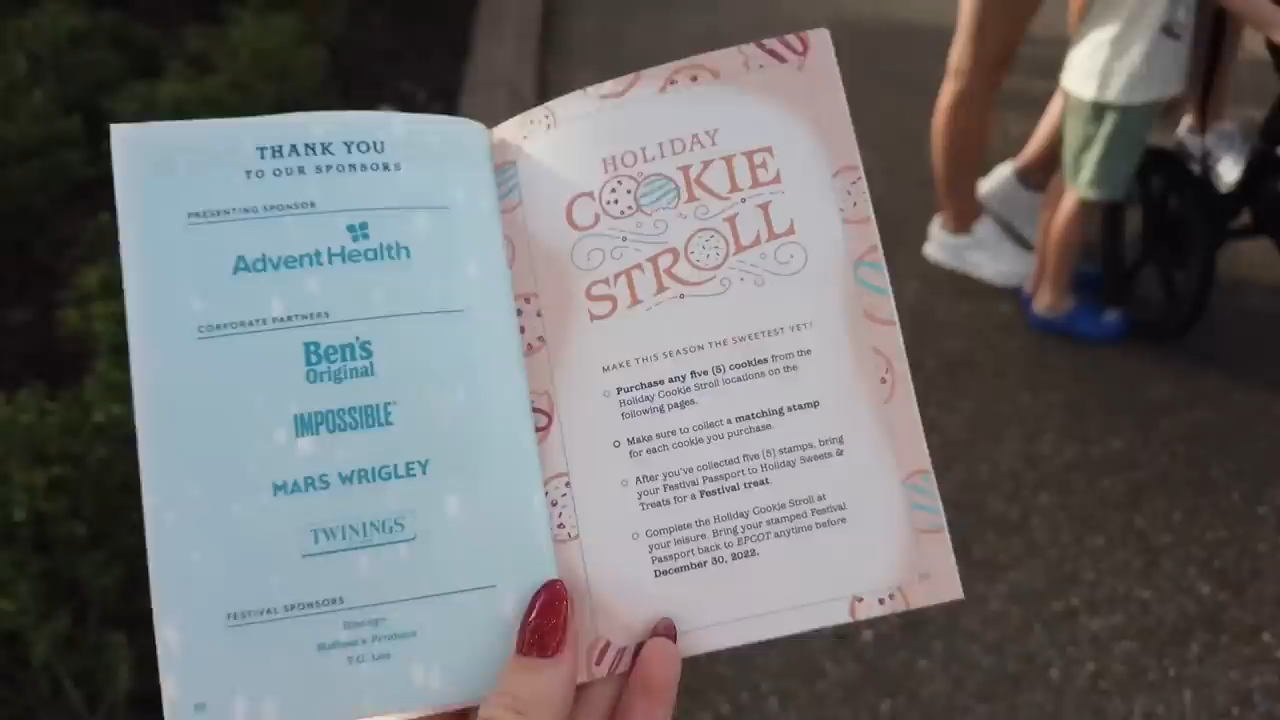 THANK YOU
TO OUR SPONSORS
PRESENTING SPONSOR
AdventHealth
CORPORATE PARTNERS
Ben's
Original
IMPOSSIBLE™
MARS WRIGLEY
TWININGS
FESTIVAL SPONSORS
T.G. Lee
HOLIDAY
COOKIE
STROLL
MAKE THIS SEASON THE SWEETEST YET!
Purchase any five (5) cookies from the
Holiday Cookie Stroll locations on the
following pages.
Make sure to collect a matching stamp
for each cookie you purchase.
After you've collected five (5) stamps, bring
your Festival Passport to Holiday Sweets &
Treats for a Festival treat.
Complete the Holiday Cookie Stroll at
your leisure. Bring your stamped Festival
Passport back to EPCOT anytime before
December 30, 2022.